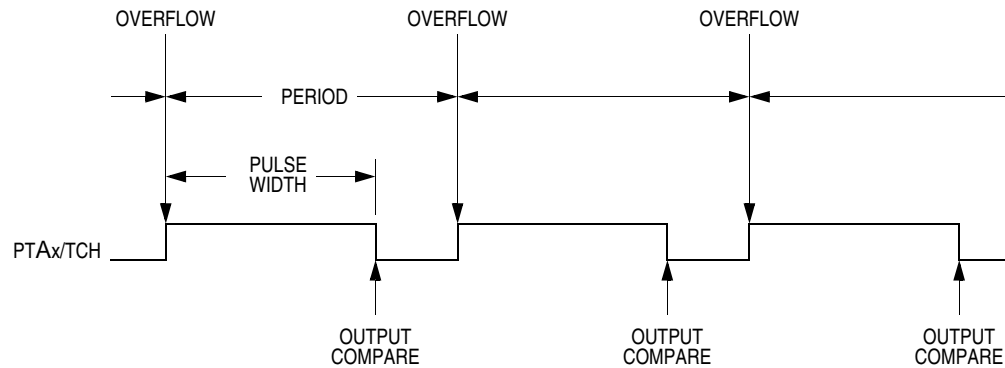 OVERFLOW OVERFLOW OVERFLOW
PERIOD
PULSE
WIDTH
PTAx/TCH
OUTPUT
COMPARE
OUTPUT
COMPARE
OUTPUT
COMPARE